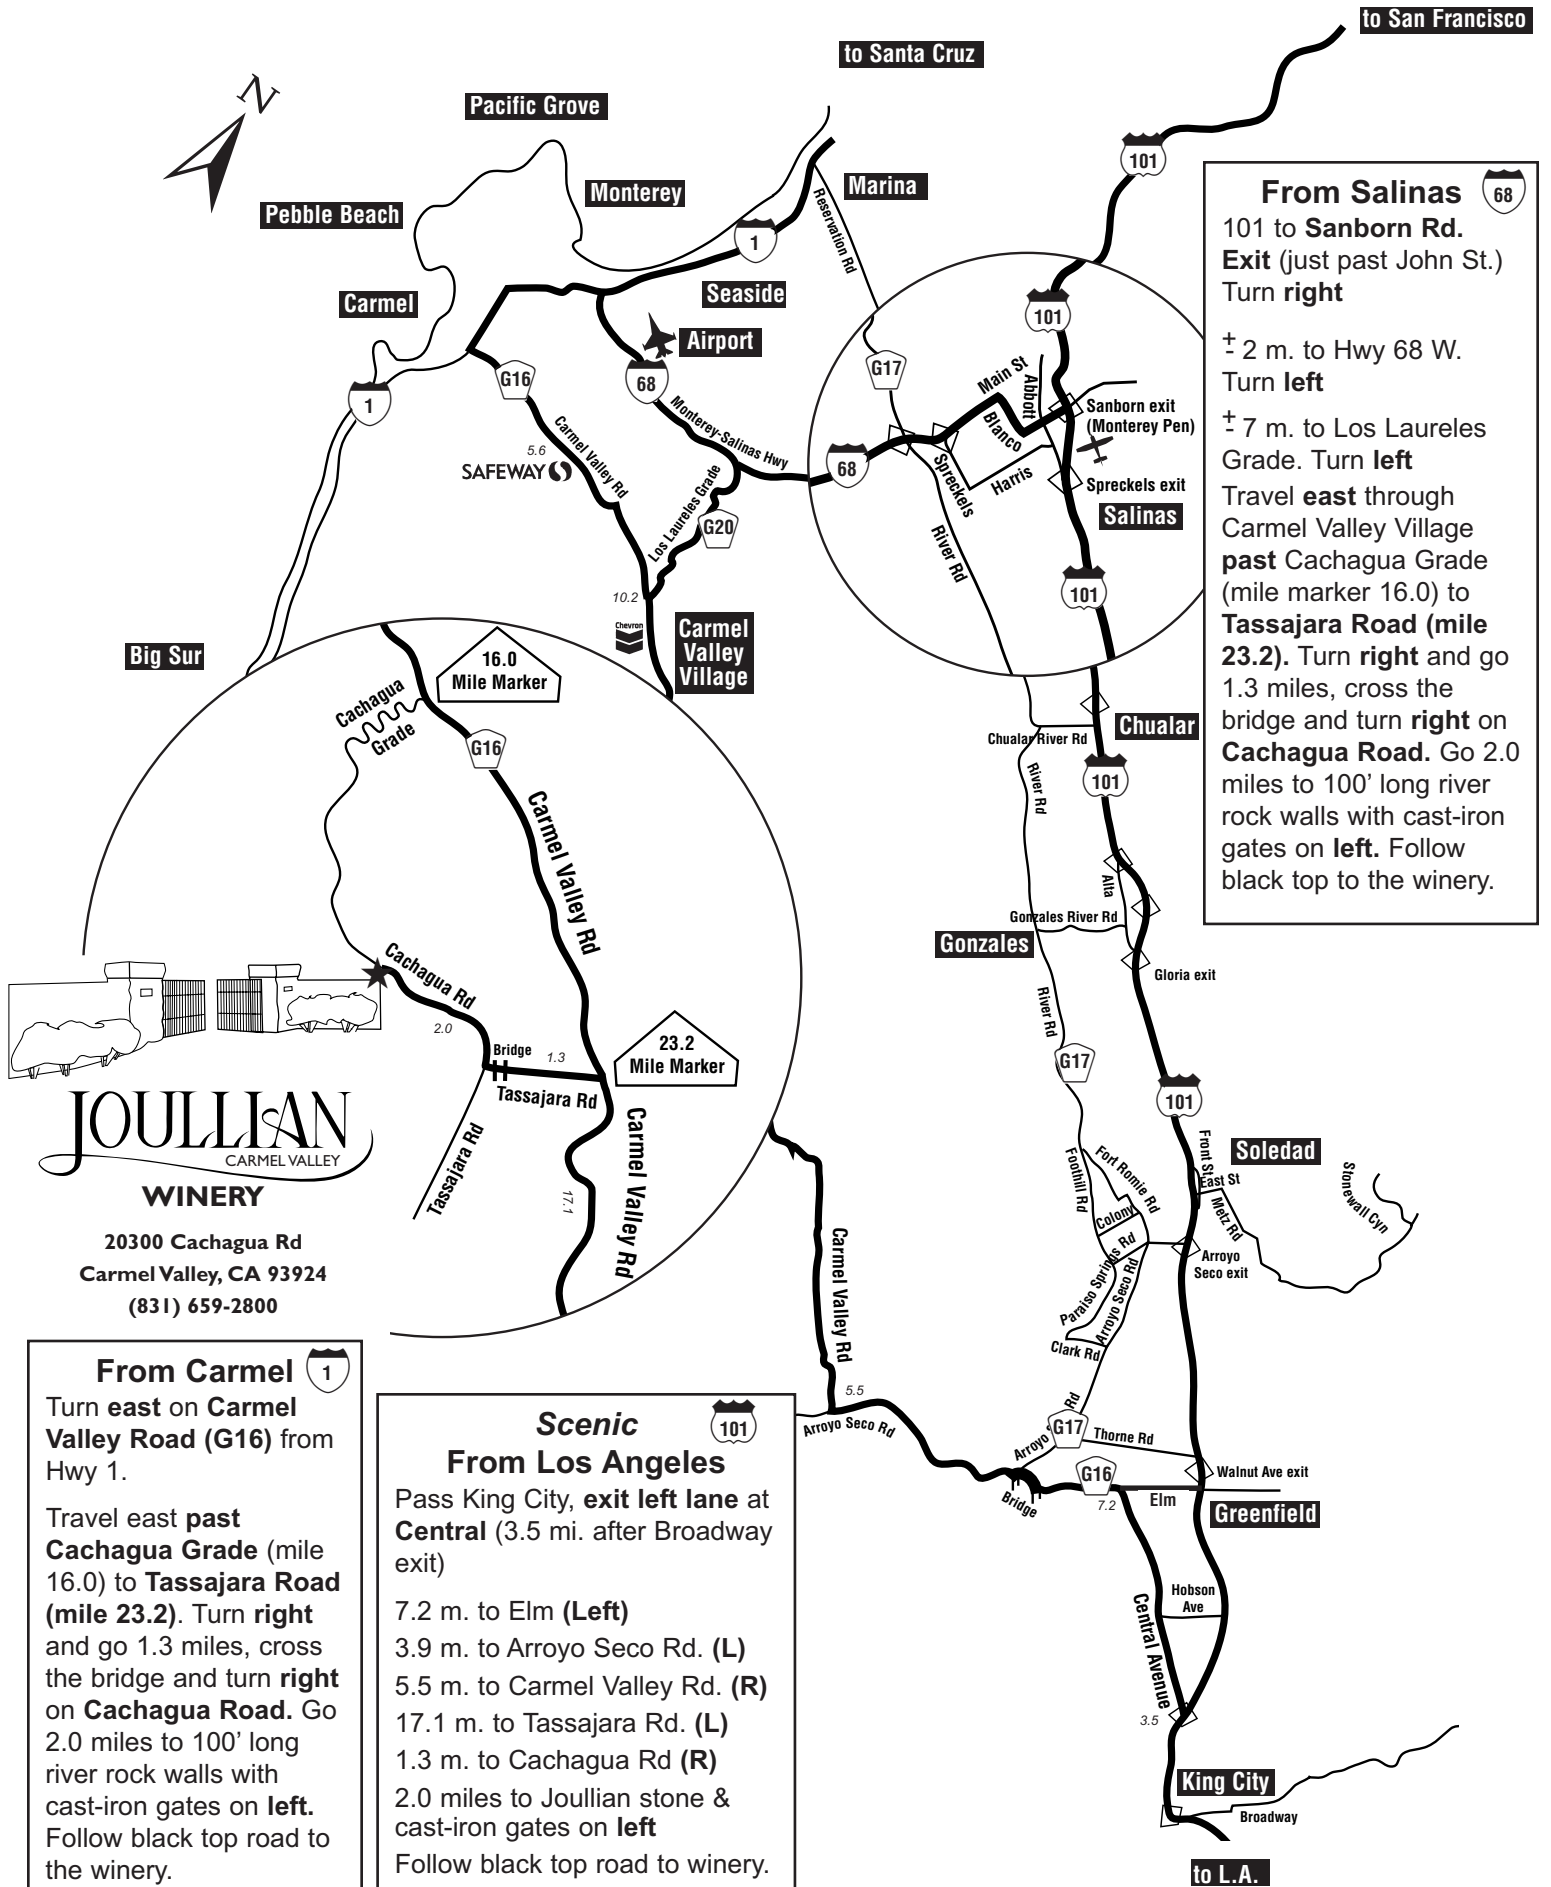 to San Francisco
to Santa Cruz
N
Pacific Grove
Monterey
Marina
Pebble Beach
Reservation Rd
1
101
Seaside
Carmel
Airport
101
G16
68
G17
Main St
Abbott
1
Sanborn exit
(Monterey Pen)
Blanco
Monterey-Salinas Hwy
Carmel Valley Rd
5.6
SAFEWAY
68
Spreckels
Harris
Spreckels exit
Salinas
Los Laureles Grade
G20
River Rd
101
10.2
Chevron
Carmel
Valley
Village
Big Sur
From Salinas 68
101 to Sanborn Rd.
Exit (just past John St.)
Turn right
+- 2 m. to Hwy 68 W.
Turn left
+- 7 m. to Los Laureles
Grade. Turn left
Travel east through
Carmel Valley Village
past Cachagua Grade
(mile marker 16.0) to
Tassajara Road (mile
23.2). Turn right and go
1.3 miles, cross the
bridge and turn right on
Cachagua Road. Go 2.0
miles to 100’ long river
rock walls with cast-iron
gates on left. Follow
black top to the winery.
16.0
Mile Marker
Cachagua
Grade
G16
Carmel Valley Rd
Cachagua Rd
2.0
Bridge
1.3
23.2
Mile Marker
Tassajara Rd
Tassajara Rd
17.1
Carmel Valley Rd
Chualar
Chualar River Rd
101
River Rd
Alta
Gonzales River Rd
Gonzales
Gloria exit
River Rd
G17
101
Front St
Soledad
East St
Metz Rd
Stonewall Cyn
Foothill Rd
Fort Romie Rd
Colony
Paraiso Springs Rd
Arroyo Seco Rd
Arroyo
Seco exit
Clark Rd
Carmel Valley Rd
5.5
Arroyo Seco Rd
Arroyo S
Rd
G17
Thorne Rd
Walnut Ave exit
G16
Bridge
7.2
Elm
Greenfield
Hobson
Ave
Central Avenue
3.5
King City
Broadway
to L.A.
JOULLIAN
CARMEL VALLEY
WINERY
20300 Cachagua Rd
Carmel Valley, CA 93924
(831) 659-2800
From Carmel 1
Turn east on Carmel
Valley Road (G16) from
Hwy 1.
Travel east past
Cachagua Grade (mile
16.0) to Tassajara Road
(mile 23.2). Turn right
and go 1.3 miles, cross
the bridge and turn right
on Cachagua Road. Go
2.0 miles to 100’ long
river rock walls with
cast-iron gates on left.
Follow black top road to
the winery.
Scenic 101
From Los Angeles
Pass King City, exit left lane at
Central (3.5 mi. after Broadway
exit)
7.2 m. to Elm (Left)
3.9 m. to Arroyo Seco Rd. (L)
5.5 m. to Carmel Valley Rd. (R)
17.1 m. to Tassajara Rd. (L)
1.3 m. to Cachagua Rd (R)
2.0 miles to Joullian stone &
cast-iron gates on left
Follow black top road to winery.